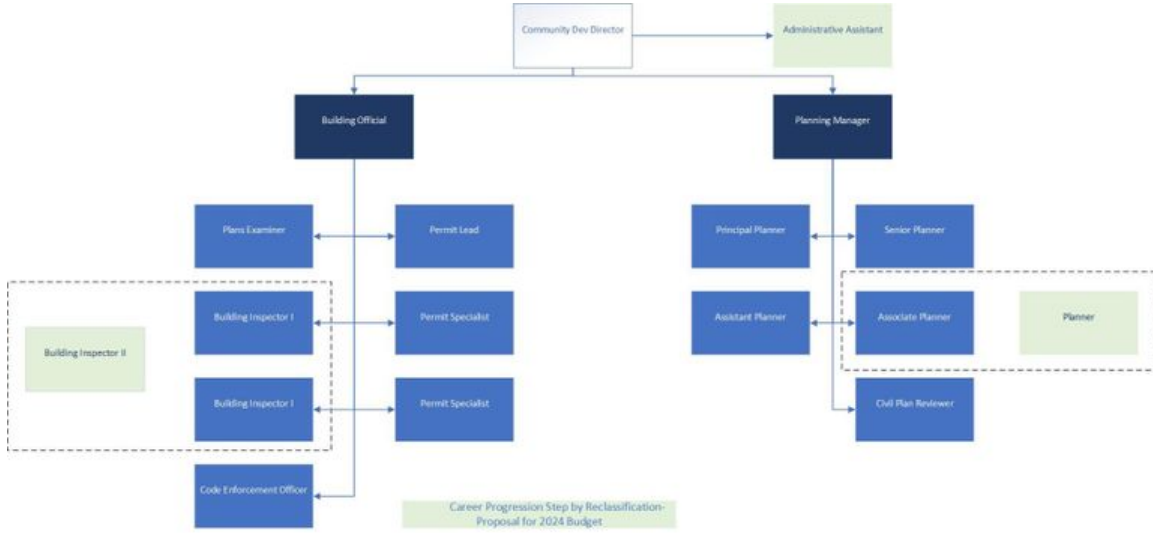 Community Dev Director
Administrative Assistant
Building Official
Planning Manager
Plans Examiner
Permit Lead
Principal Planner
Senior Planner
Building Inspector I
Permit Specialist
Assistant Planner
Associate Planner
Planner
Building Inspector II
Building Inspector I
Permit Specialist
Civil Plan Reviewer
Code Enforcement Officer
Career Progression Step by Reclassification-
Proposal for 2024 Budget